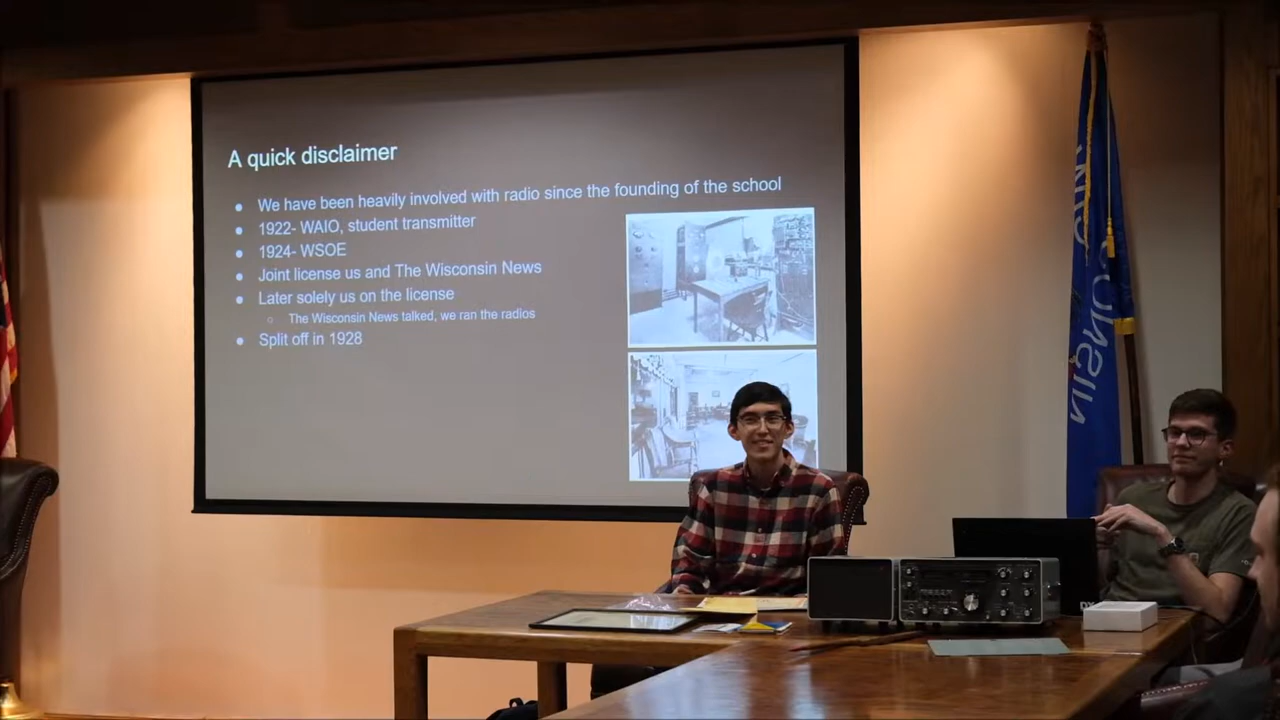 A quick disclaimer
● We have been heavily involved with radio since the founding of the school
● 1922- WAIO, student transmitter
● 1924- WSOE
● Joint license us and The Wisconsin News
● Later solely us on the license
○ The Wisconsin News talked, we ran the radios
● Split off in 1928